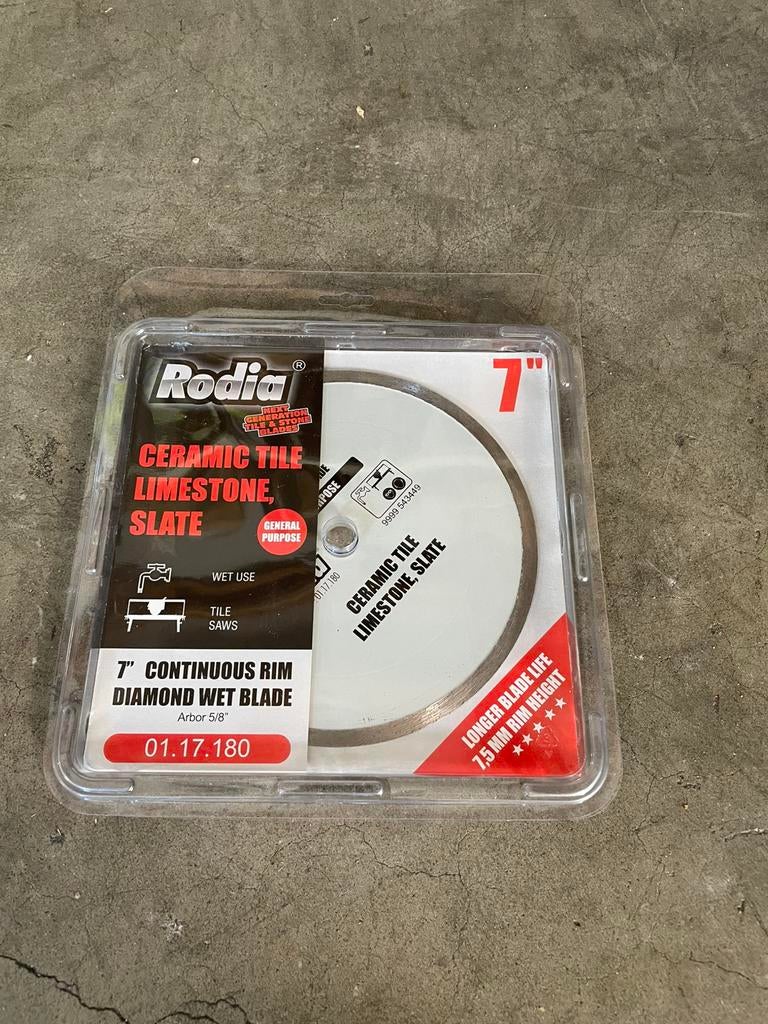 Rodia®
NEXT
GENERATION
TILE & STONE
BLADES
CERAMIC TILE
LIMESTONE,
SLATE
GENERAL
PURPOSE
WET USE
TILE
SAWS
7" CONTINUOUS RIM
DIAMOND WET BLADE
Arbor 5/8"
01.17.180
7"
9999 543449
01.17.180
CERAMIC TILE
LIMESTONE, SLATE
LONGER BLADE LIFE
7,5 MM RIM HEIGHT